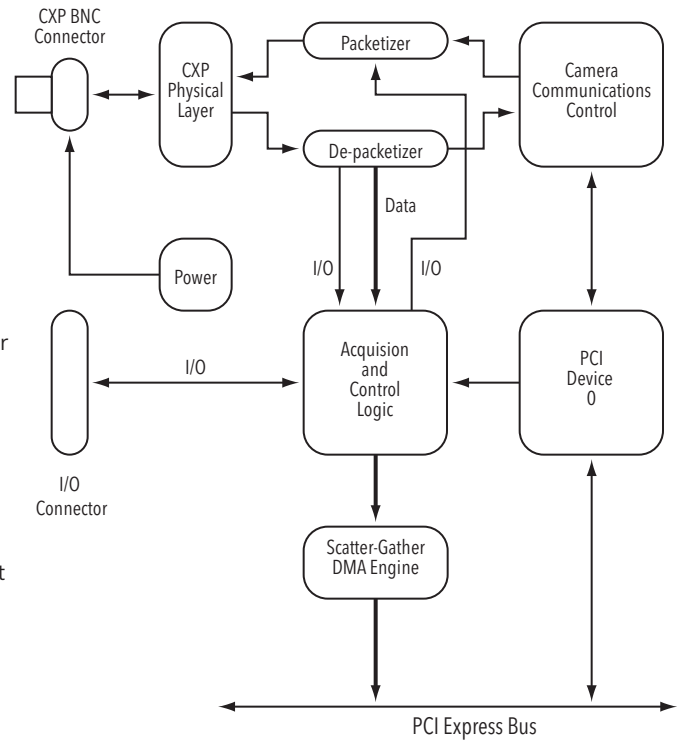 CXP BNC
Connector
CXP
Physical
Layer
Packetizer
Camera
Communications
Control
De-packetizer
Data
Power
I/O
I/O
r
I/O
Acquision
and
Control
Logic
PCI
Device
0
I/O
Connector
Scatter-Gather
DMA Engine
t
PCI Express Bus